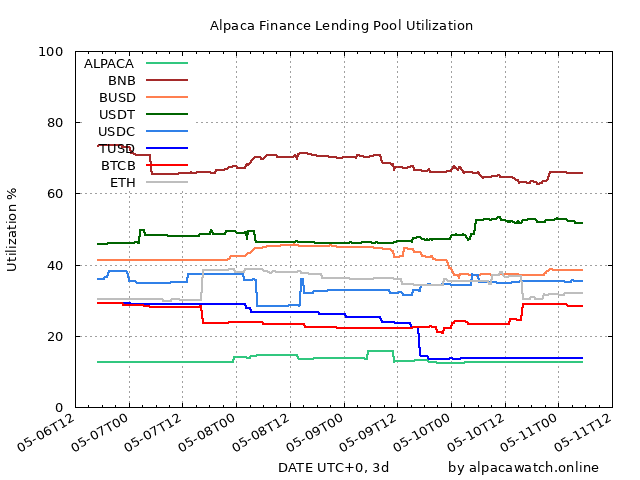 Alpaca Finance Lending Pool Utilization
100
80
60
40
20
0
Utilization %
ALPACA
BNB
BUSD
USDT
USDC
TUSD
BTCB
ETH
05-06T12
05-07T00
05-07T12
05-08T00
05-08T12
05-09T00
05-09T12
05-10T00
05-10T12
05-11T00
05-11T12
DATE UTC+0, 3d
by alpacawatch.online